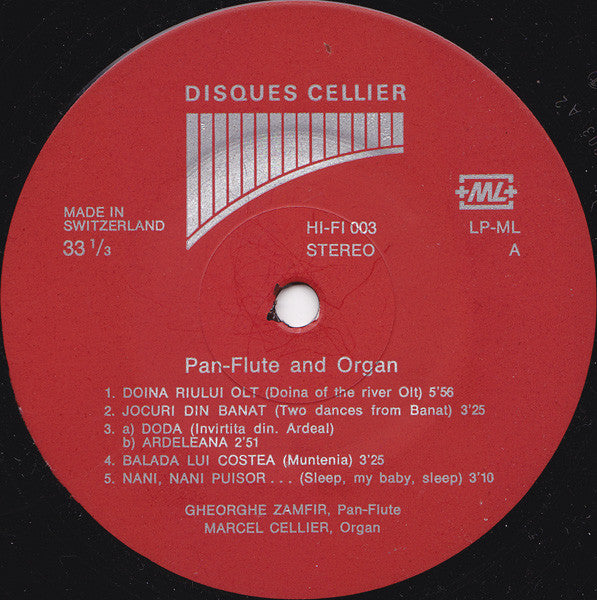 DISQUES CELLIER
MADE IN
SWITZERLAND
33 1/3
HI-FI 003
STEREO
+ML+
LP-ML
A
Pan-Flute and Organ
1. DOINA RIULUI OLT (Doina of the river Olt) 5'56
2. JOCURI DIN BANAT (Two dances from Banat) 3'25
3. a) DODA (Invirtita din. Ardeal)
b) ARDELEANA 2'51
4. BALADA LUI COSTEA (Muntenia) 3'25
5. NANI, NANI PUISOR... (Sleep, my baby, sleep) 3'10
GHEORGHE ZAMFIR, Pan-Flute
MARCEL CELLIER, Organ